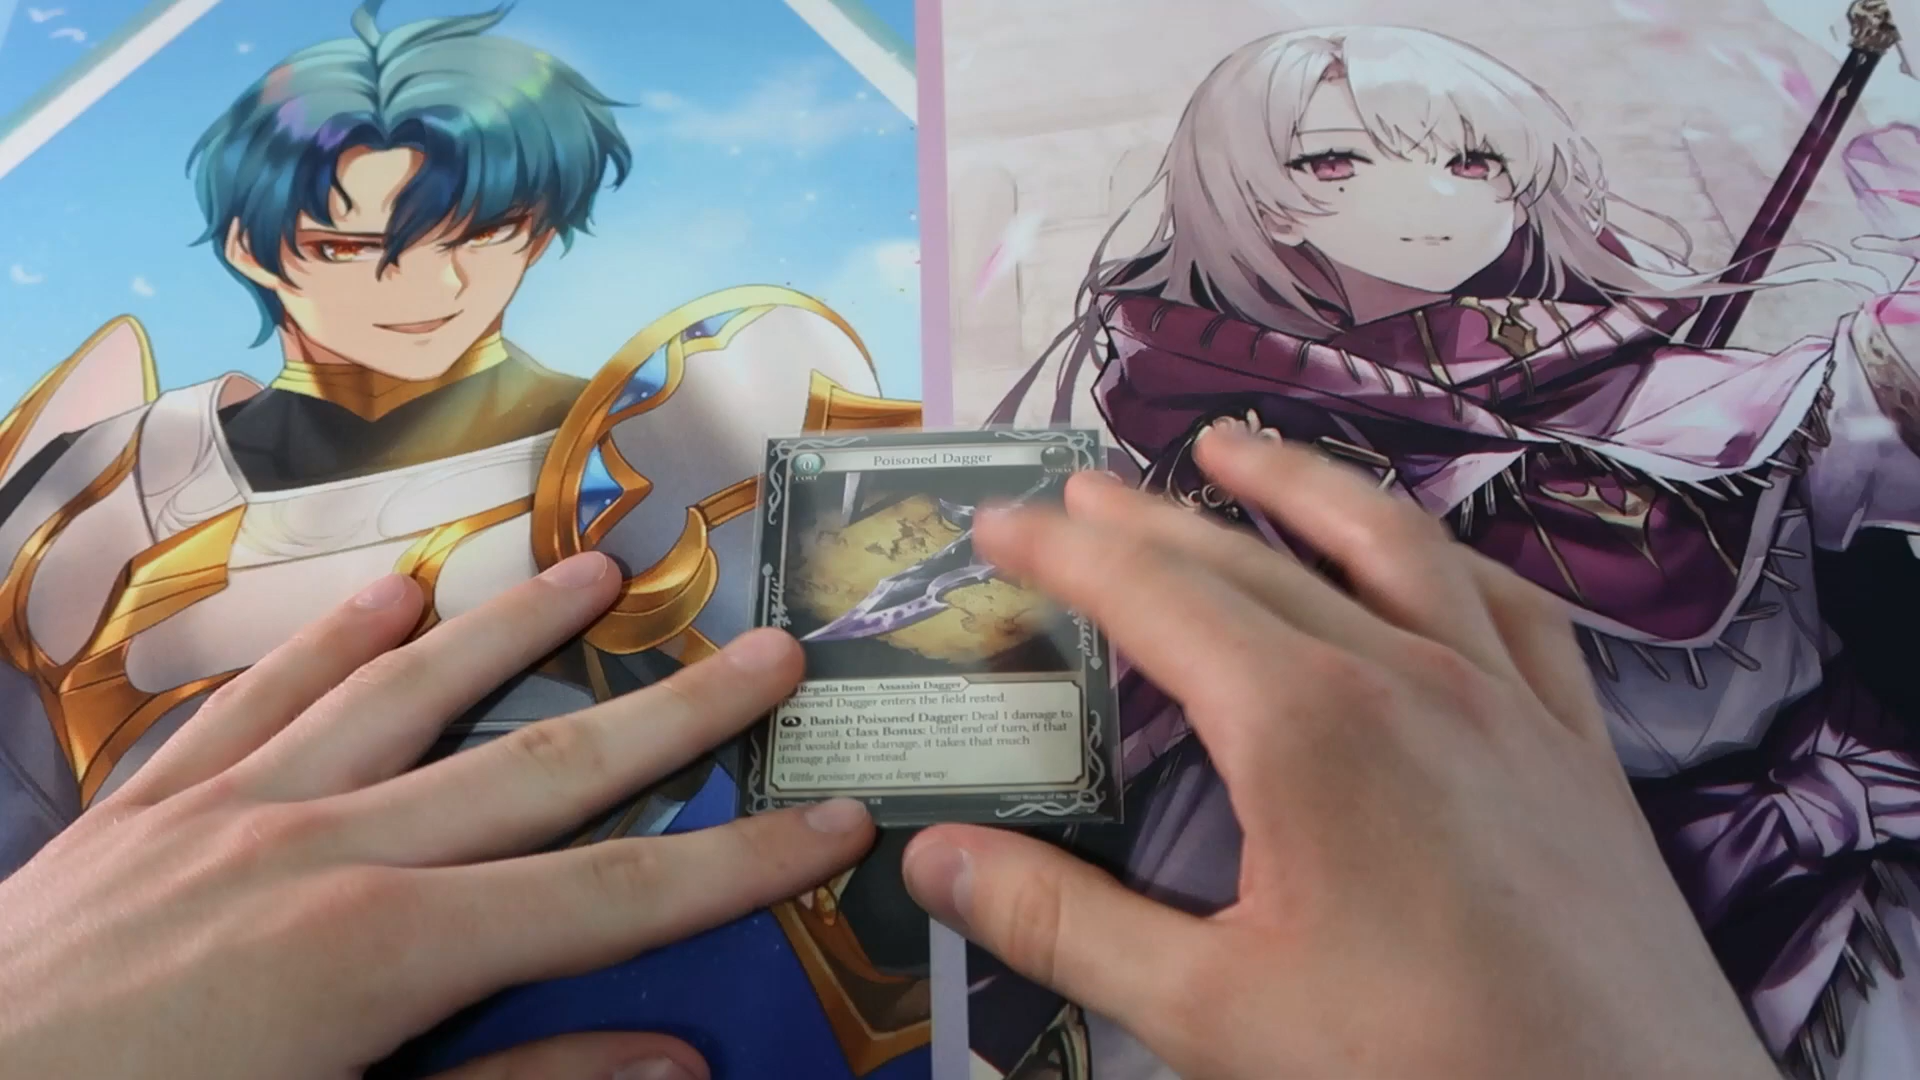 Poisoned Dagger
0
COST
NORM
Regalia Item – Assassin Dagger
Poisoned Dagger enters the field rested.
, Banish Poisoned Dagger: Deal 1 damage to
target unit. Class Bonus: Until end of turn, if that
unit would take damage, it takes that much
damage plus 1 instead.
A little poison goes a long way.